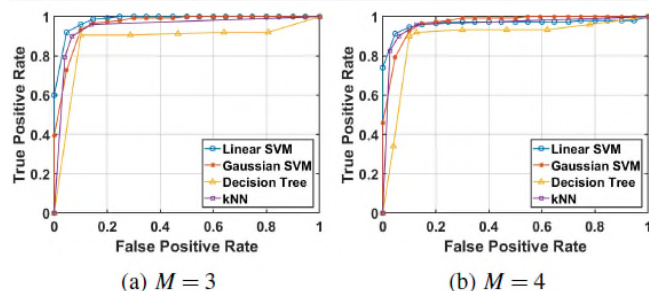 True Positive Rate
1
0.8
0.6
0.4
0.2
0
0 0.2 0.4 0.6 0.8 1
False Positive Rate
Linear SVM
Gaussian SVM
Decision Tree
kNN
(a) M = 3
True Positive Rate
1
0.8
0.6
0.4
0.2
0
0 0.2 0.4 0.6 0.8 1
False Positive Rate
Linear SVM
Gaussian SVM
Decision Tree
kNN
(b) M = 4